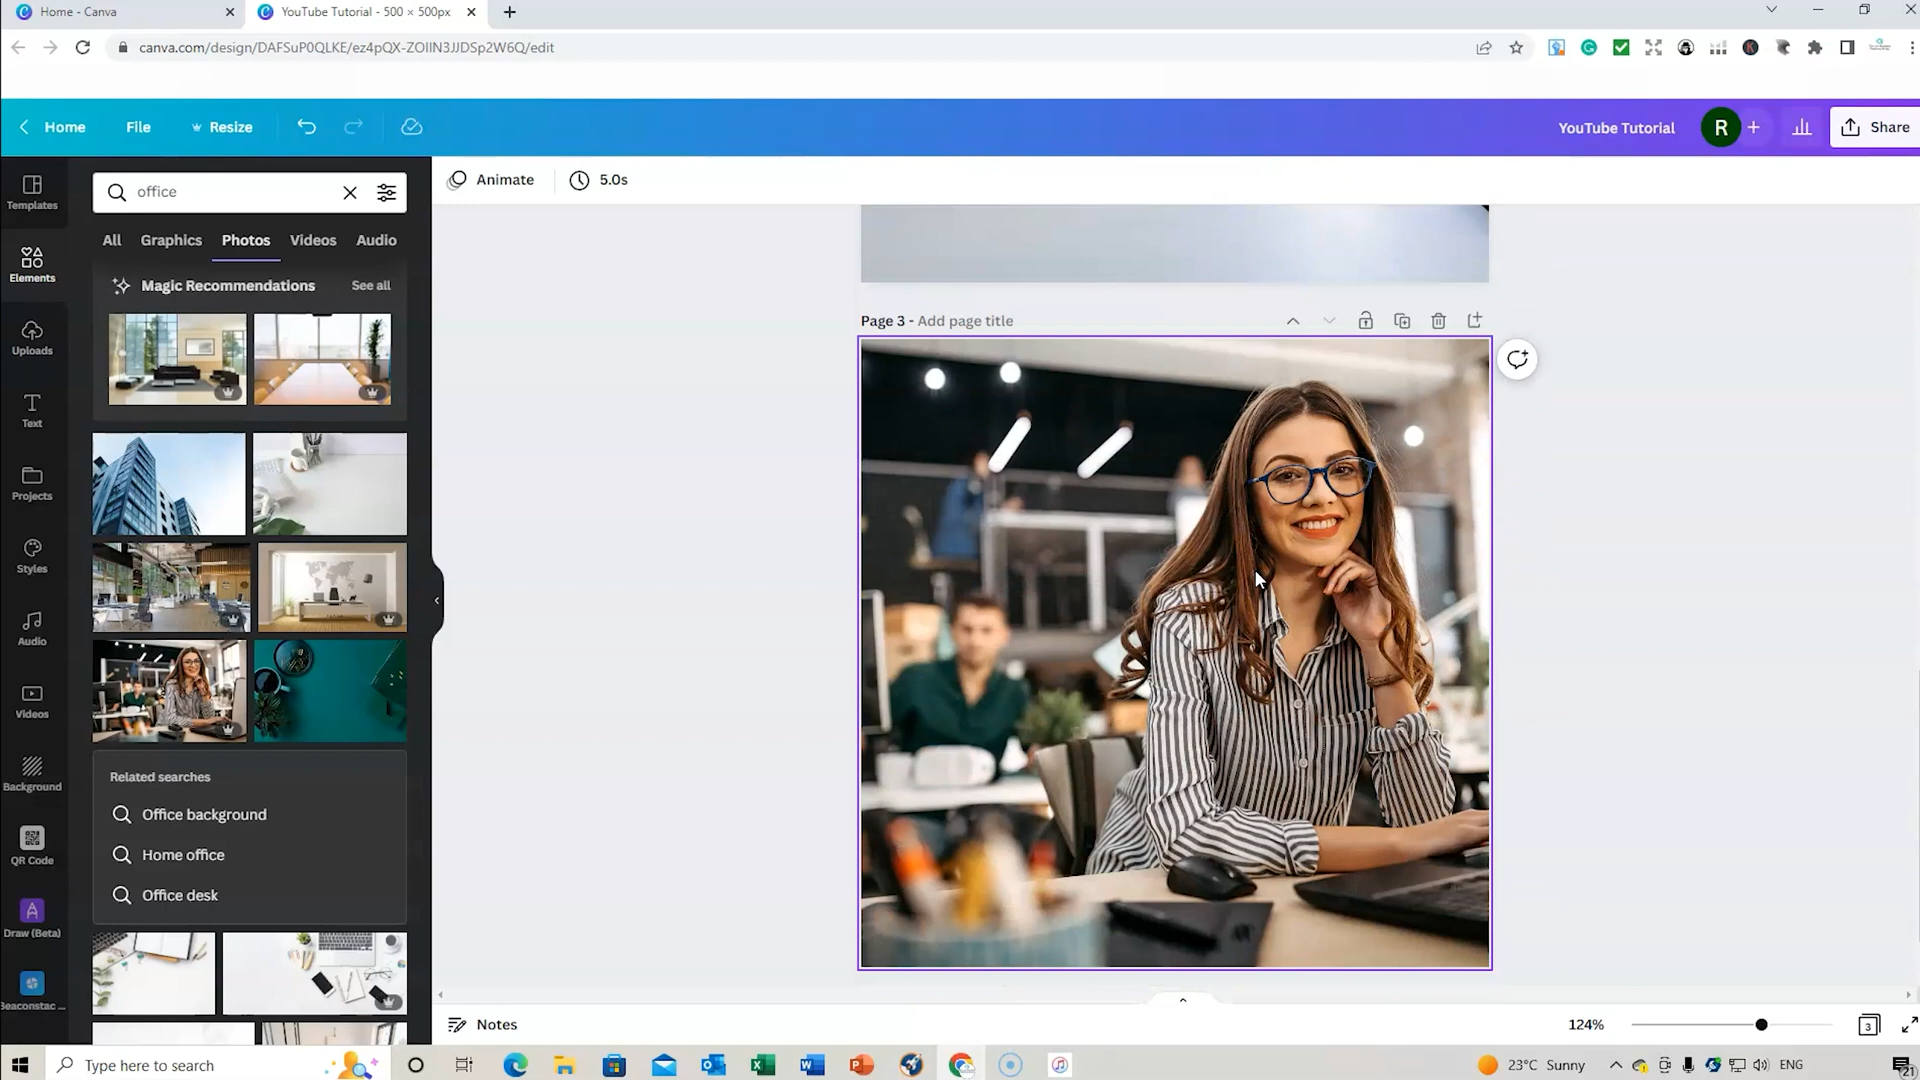 Home - Canva
YouTube Tutorial - 500 × 500px
canva.com/design/DAFSuP0QLKE/ez4pQX-ZOIIN3JJDSp2W6Q/edit
Home
File
Resize
YouTube Tutorial
R
Share
Templates
Elements
Uploads
Text
Projects
Styles
Audio
Videos
Background
QR Code
Draw (Beta)
Beaconstac ...
office
All
Graphics
Photos
Videos
Audio
Magic Recommendations
See all
Related searches
Office background
Home office
Office desk
Animate
5.0s
Page 3 - Add page title
Notes
124%
3
Type here to search
23°C Sunny
ENG
21